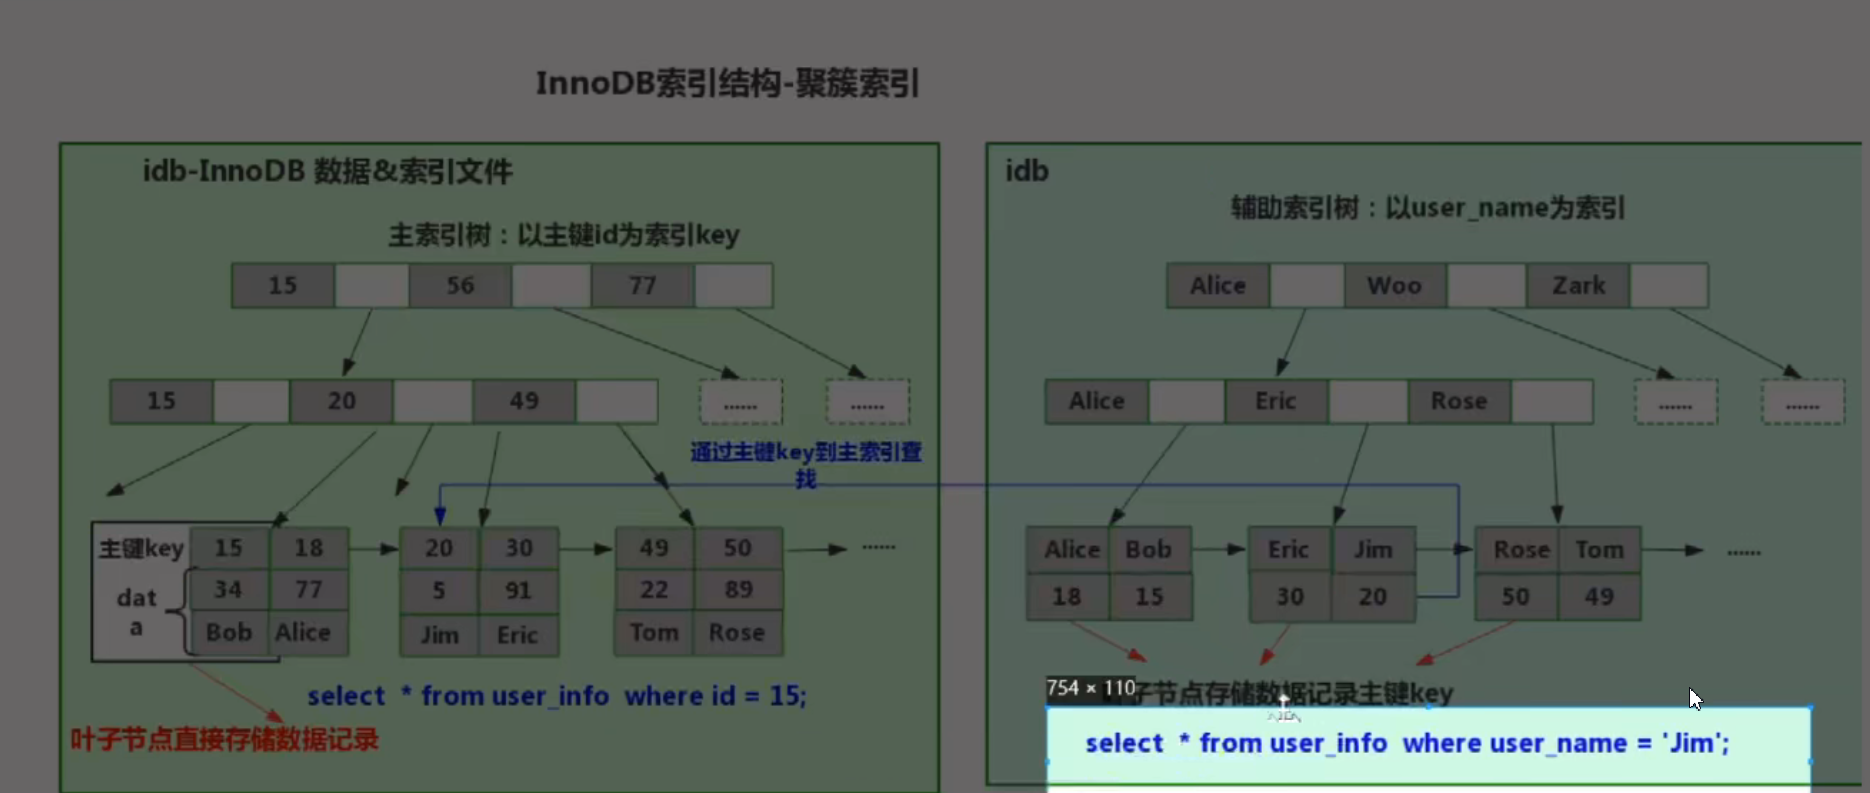 InnoDB索引结构-聚簇索引
idb-InnoDB 数据&索引文件
主索引树：以主键id为索引key
15 56 77
15 20 49 ...... ......
通过主键key到主索引查
找
主键key 15 18 20 30 49 50 ......
dat
a
34 77 5 91 22 89
Bob Alice Jim Eric Tom Rose
select * from user_info where id = 15;
叶子节点直接存储数据记录
idb
辅助索引树：以user_name为索引
Alice Woo Zark
Alice Eric Rose ...... ......
Alice Bob Eric Jim Rose Tom ......
18 15 30 20 50 49
754 × 110
子节点存储数据记录主键key
select * from user_info where user_name = 'Jim';